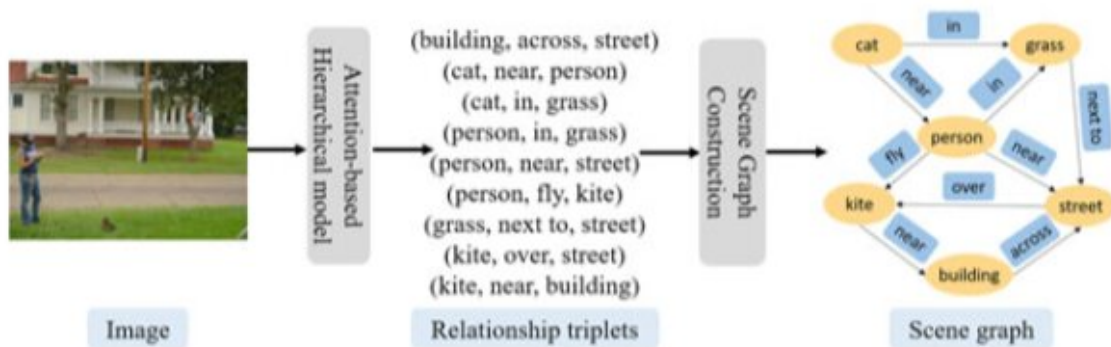 Attention-based
Hierarchical model
(building, across, street)
(cat, near, person)
(cat, in, grass)
(person, in, grass)
(person, near, street)
(person, fly, kite)
(grass, next to, street)
(kite, over, street)
(kite, near, building)
Scene Graph
Construction
in
cat
grass
near
in
next to
person
fly
near
over
kite
street
near
across
building
Image
Relationship triplets
Scene graph